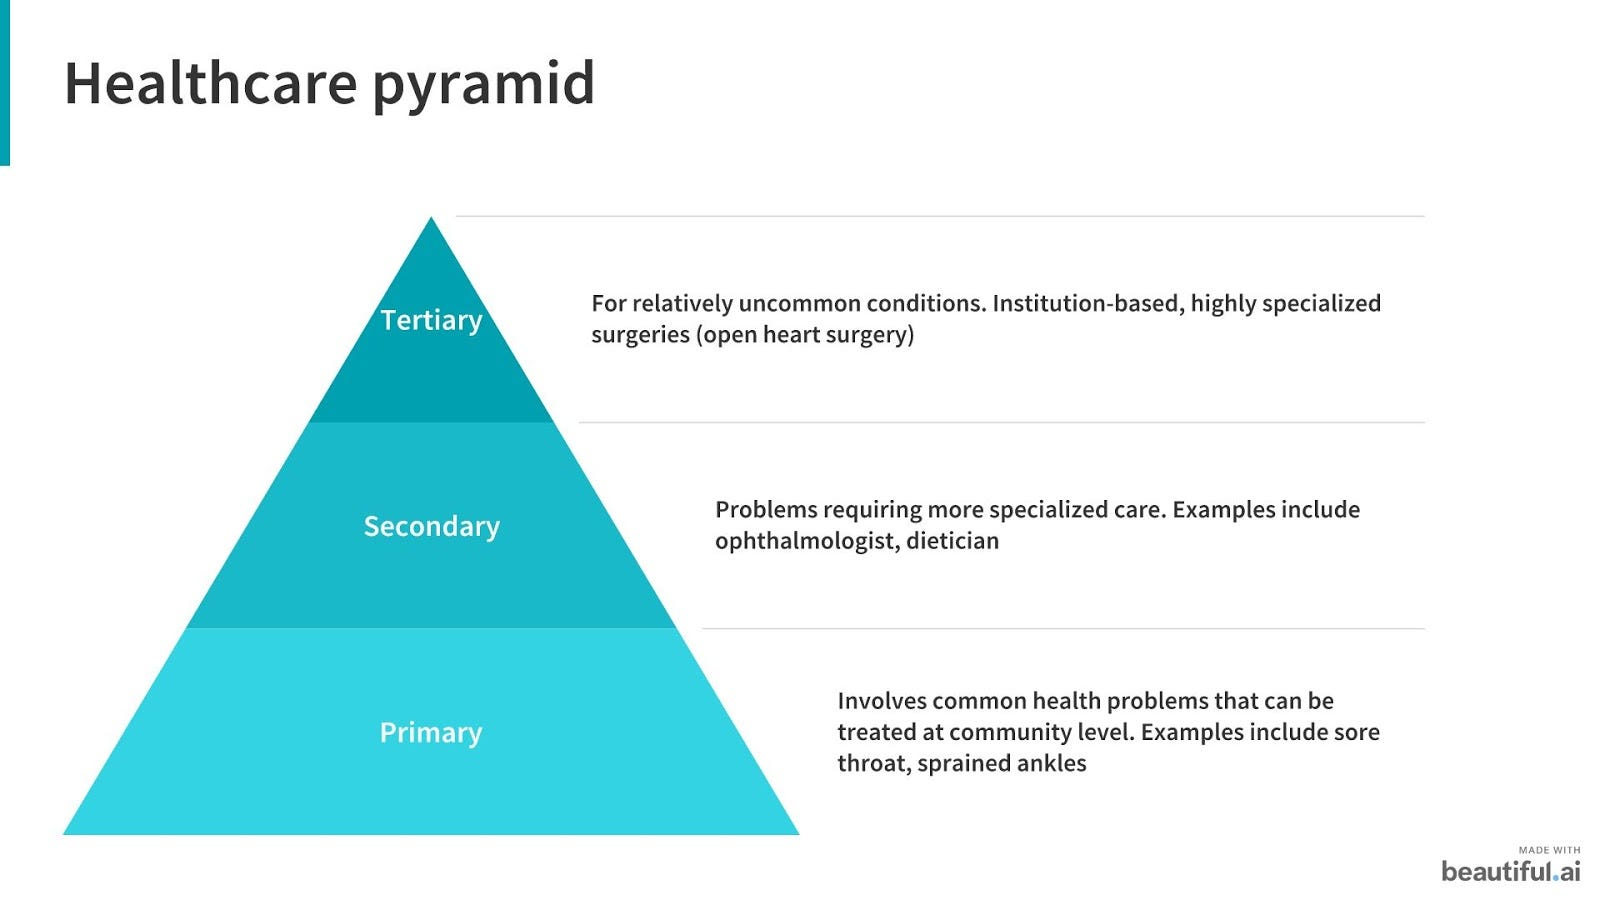 Healthcare pyramid
Tertiary
For relatively uncommon conditions. Institution-based, highly specialized
surgeries (open heart surgery)
Secondary
Problems requiring more specialized care. Examples include
ophthalmologist, dietician
Primary
Involves common health problems that can be
treated at community level. Examples include sore
throat, sprained ankles
MADE WITH
beautiful.ai